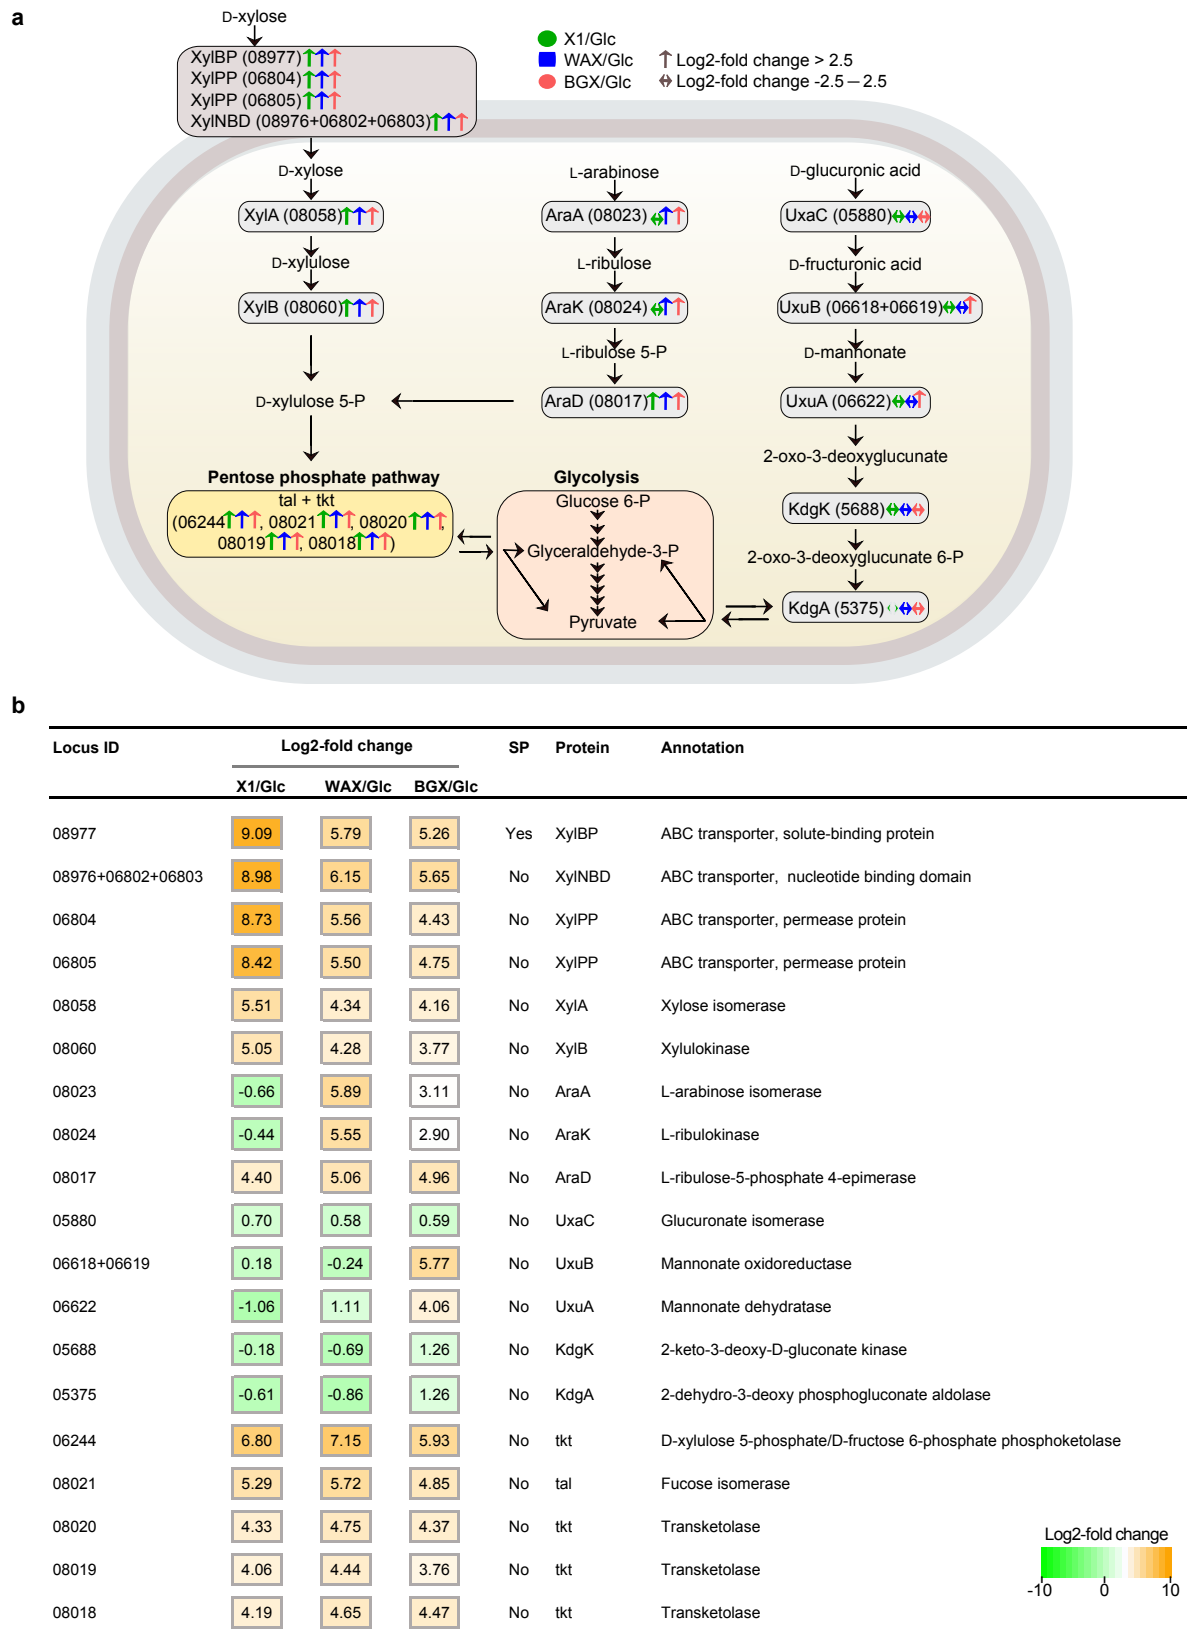 a
D-xylose
XylBP (08977)
XylPP (06804)
XylPP (06805)
XylNBD (08976+06802+06803)
X1/Glc
WAX/Glc
BGX/Glc
Log2-fold change > 2.5
Log2-fold change -2.5 – 2.5
D-xylose
L-arabinose
D-glucuronic acid
XylA (08058)
AraA (08023)
UxaC (05880)
D-xylulose
L-ribulose
D-fructuronic acid
XylB (08060)
AraK (08024)
UxuB (06618+06619)
L-ribulose 5-P
D-mannonate
D-xylulose 5-P
AraD (08017)
UxuA (06622)
2-oxo-3-deoxyglucunate
Pentose phosphate pathway
Glycolysis
tal + tkt
(06244, 08021, 08020,
08019, 08018)
Glucose 6-P
Glyceraldehyde-3-P
Pyruvate
KdgK (5688)
2-oxo-3-deoxyglucunate 6-P
KdgA (5375)
b
Locus ID Log2-fold change SP Protein Annotation
X1/Glc WAX/Glc BGX/Glc
08977 9.09 5.79 5.26 Yes XylBP ABC transporter, solute-binding protein
08976+06802+06803 8.98 6.15 5.65 No XylNBD ABC transporter, nucleotide binding domain
06804 8.73 5.56 4.43 No XylPP ABC transporter, permease protein
06805 8.42 5.50 4.75 No XylPP ABC transporter, permease protein
08058 5.51 4.34 4.16 No XylA Xylose isomerase
08060 5.05 4.28 3.77 No XylB Xylulokinase
08023 -0.66 5.89 3.11 No AraA L-arabinose isomerase
08024 -0.44 5.55 2.90 No AraK L-ribulokinase
08017 4.40 5.06 4.96 No AraD L-ribulose-5-phosphate 4-epimerase
05880 0.70 0.58 0.59 No UxaC Glucuronate isomerase
06618+06619 0.18 -0.24 5.77 No UxuB Mannonate oxidoreductase
06622 -1.06 1.11 4.06 No UxuA Mannonate dehydratase
05688 -0.18 -0.69 1.26 No KdgK 2-keto-3-deoxy-D-gluconate kinase
05375 -0.61 -0.86 1.26 No KdgA 2-dehydro-3-deoxy phosphogluconate aldolase
06244 6.80 7.15 5.93 No tkt D-xylulose 5-phosphate/D-fructose 6-phosphate phosphoketolase
08021 5.29 5.72 4.85 No tal Fucose isomerase
08020 4.33 4.75 4.37 No tkt Transketolase
08019 4.06 4.44 3.76 No tkt Transketolase
08018 4.19 4.65 4.47 No tkt Transketolase
Log2-fold change
-10 0 10